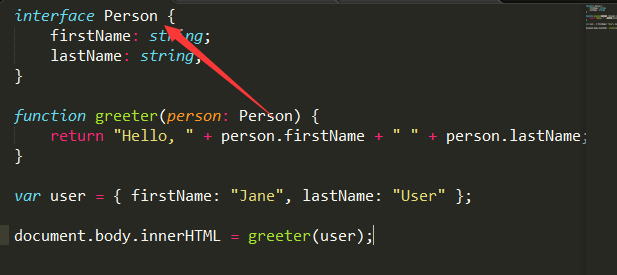 interface Person {
    firstName: string;
    lastName: string;
}
function greeter(person: Person) {
    return "Hello, " + person.firstName + " " + person.lastName;
}
var user = { firstName: "Jane", lastName: "User" };
document.body.innerHTML = greeter(user);